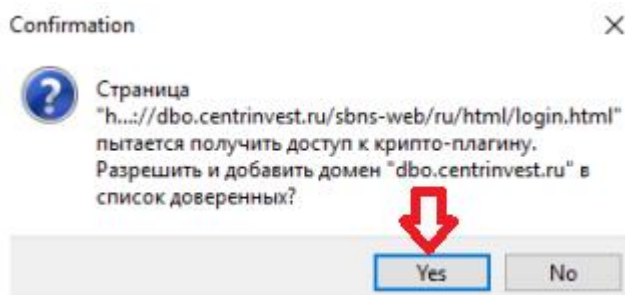 Confirmation
Страница
"h...://dbo.centrinvest.ru/sbns-web/ru/html/login.html"
пытается получить доступ к крипто-плагину.
Разрешить и добавить домен "dbo.centrinvest.ru" в
список доверенных?
Yes
No